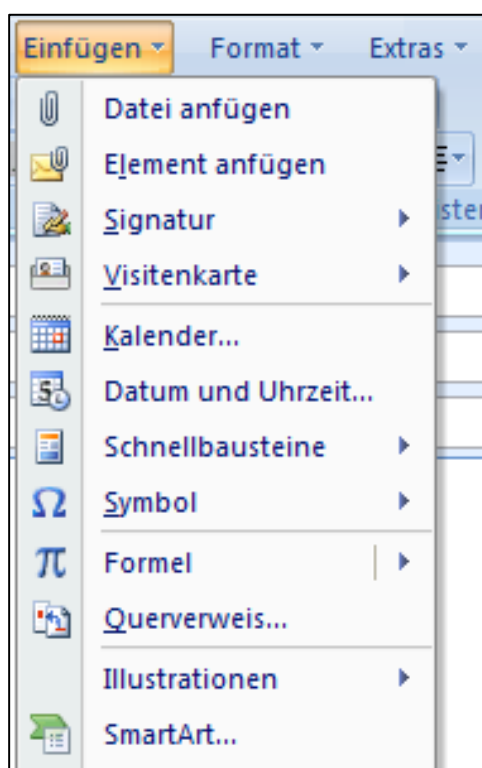 Einfügen Format Extras
Datei anfügen
Element anfügen
Signatur
Visitenkarte
Kalender...
Datum und Uhrzeit...
Schnellbausteine
Symbol
Formel
Querverweis...
Illustrationen
SmartArt...